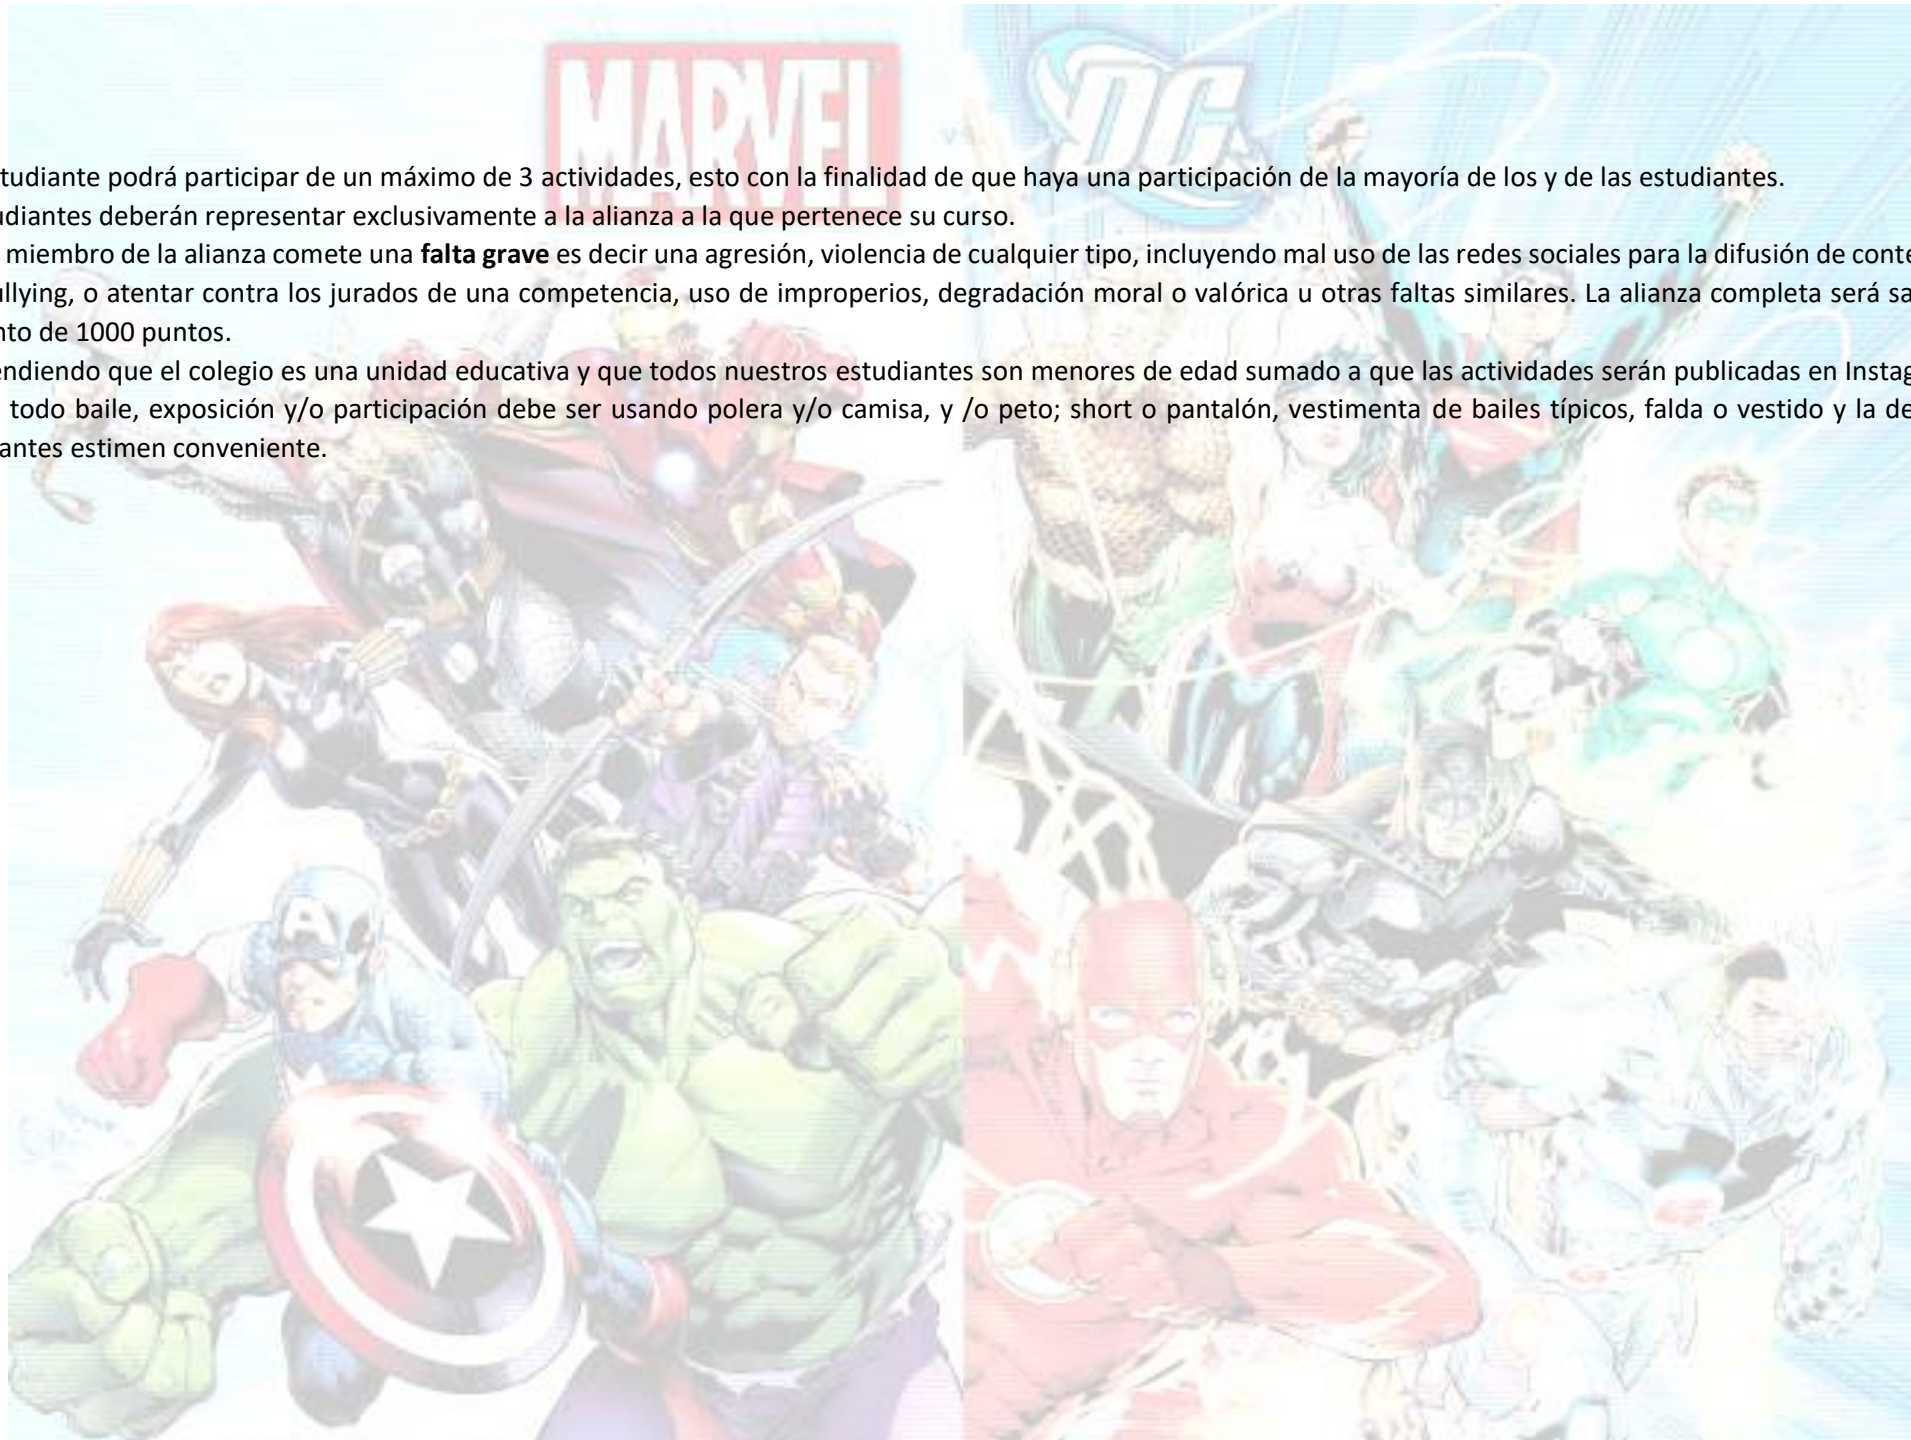 MARVEL
DC
tudiante podrá participar de un máximo de 3 actividades, esto con la finalidad de que haya una participación de la mayoría de los y de las estudiantes.
udiantes deberán representar exclusivamente a la alianza a la que pertenece su curso.
miembro de la alianza comete una falta grave es decir una agresión, violencia de cualquier tipo, incluyendo mal uso de las redes sociales para la difusión de conte
ullying, o atentar contra los jurados de una competencia, uso de improperios, degradación moral o valórica u otras faltas similares. La alianza completa será sa
nto de 1000 puntos.
endiendo que el colegio es una unidad educativa y que todos nuestros estudiantes son menores de edad sumado a que las actividades serán publicadas en Instag
todo baile, exposición y/o participación debe ser usando polera y/o camisa, y /o peto; short o pantalón, vestimenta de bailes típicos, falda o vestido y la de
antes estimen conveniente.